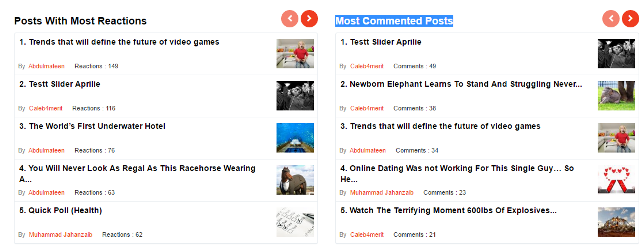 Posts With Most Reactions
1. Trends that will define the future of video games
By Abdulmateen Reactions : 149
2. Testt Slider Aprilie
By Caleb4merit Reactions : 116
3. The World's First Underwater Hotel
By Abdulmateen Reactions : 76
4. You Will Never Look As Regal As This Racehorse Wearing
A...
By Abdulmateen Reactions : 63
5. Quick Poll (Health)
By Muhammad Jahanzaib Reactions : 62
Most Commented Posts
1. Testt Slider Aprilie
By Caleb4merit Comments : 49
2. Newborn Elephant Learns To Stand And Struggling Never...
By Caleb4merit Comments : 38
3. Trends that will define the future of video games
By Abdulmateen Comments : 34
4. Online Dating Was not Working For This Single Guy… So
He...
By Muhammad Jahanzaib Comments : 23
5. Watch The Terrifying Moment 600lbs Of Explosives...
By Caleb4merit Comments : 21